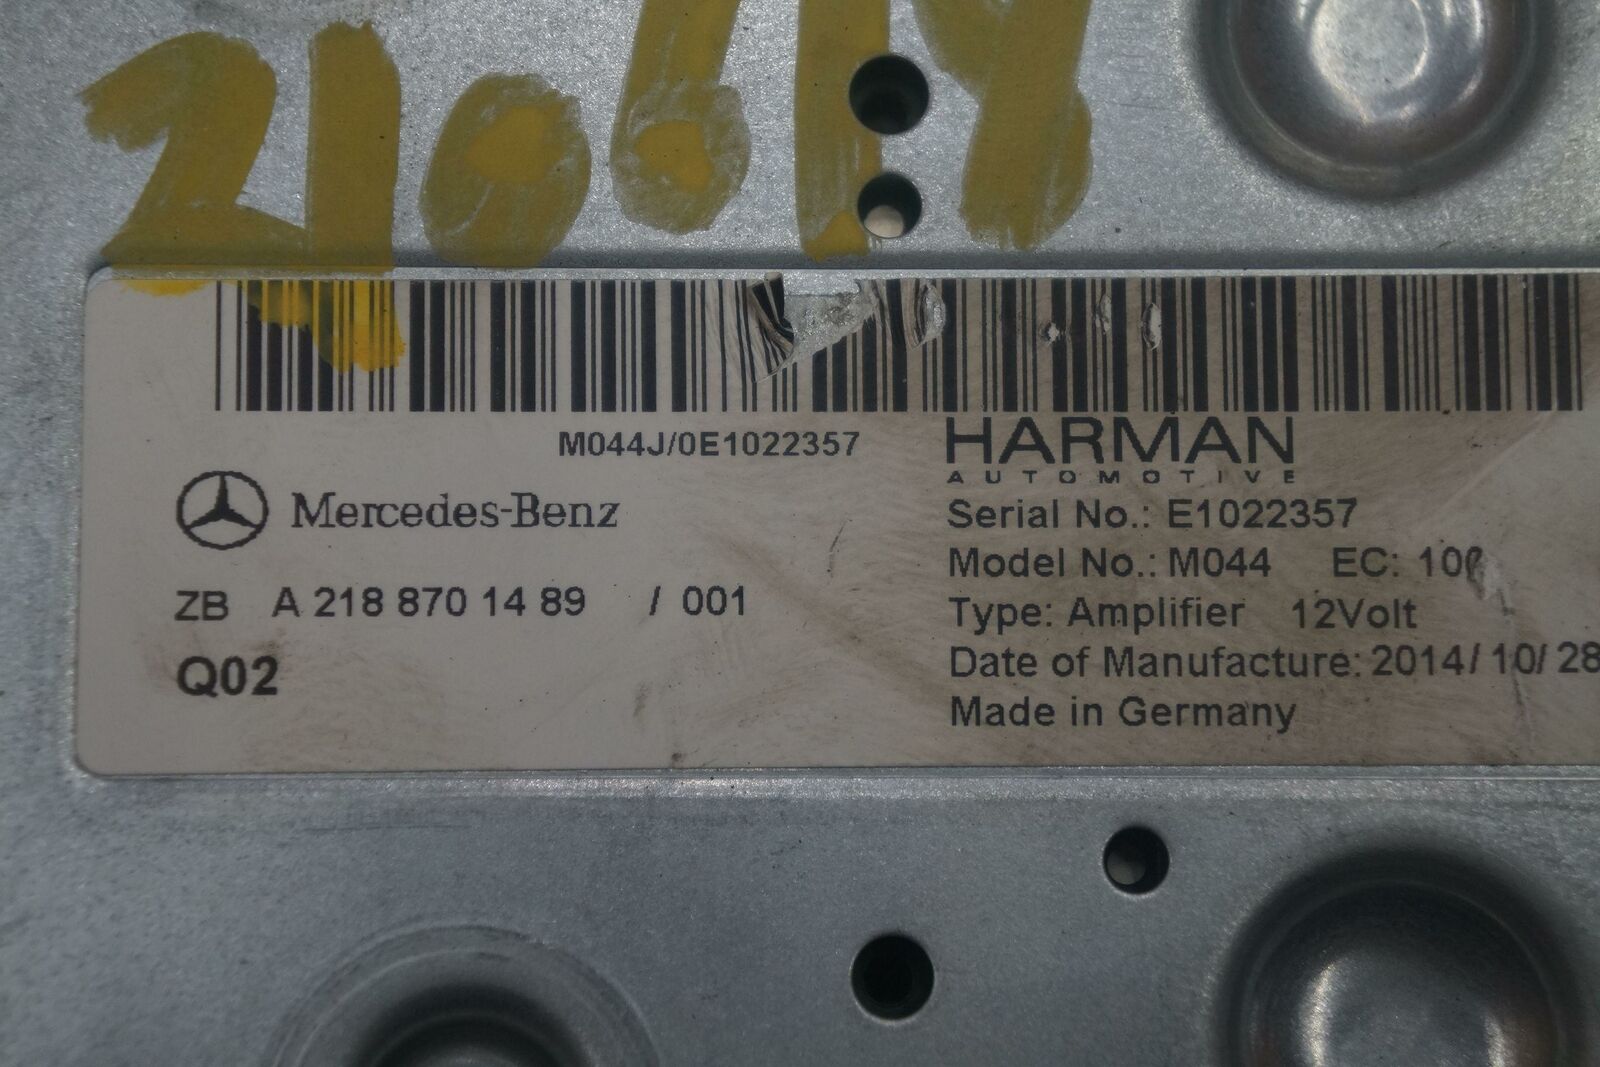 M044J/0E1022357
Mercedes-Benz
ZB A 218 870 14 89 / 001
Q02
HARMAN
AUTOMOTIVE
Serial No.: E1022357
Model No.: M044 EC:
Type: Amplifier 12Volt
Date of Manufacture: 2014/10/28
Made in Germany